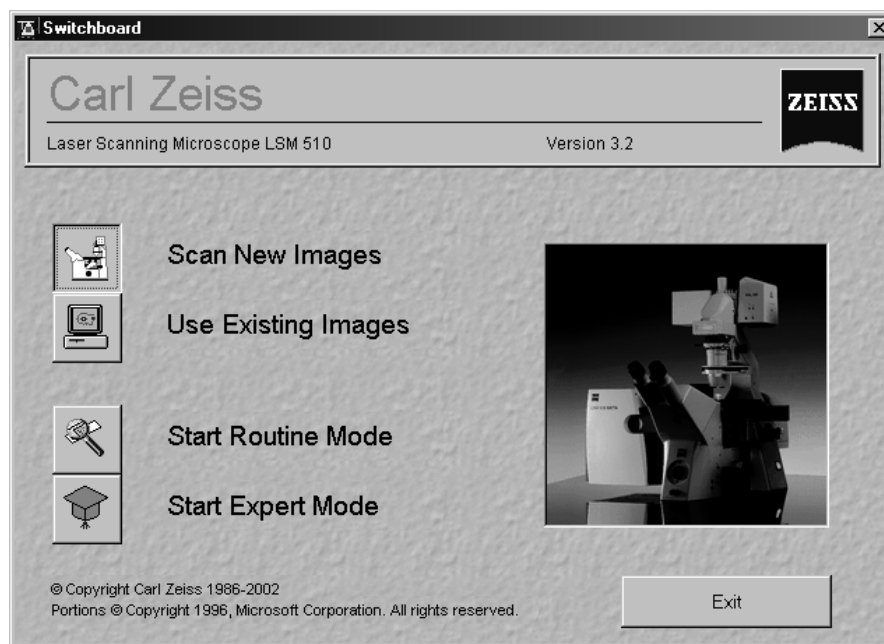 Switchboard
Carl Zeiss
ZEISS
Laser Scanning Microscope LSM 510 Version 3.2
Scan New Images
Use Existing Images
Start Routine Mode
Start Expert Mode
© Copyright Carl Zeiss 1986-2002
Portions © Copyright 1996, Microsoft Corporation. All rights reserved.
Exit